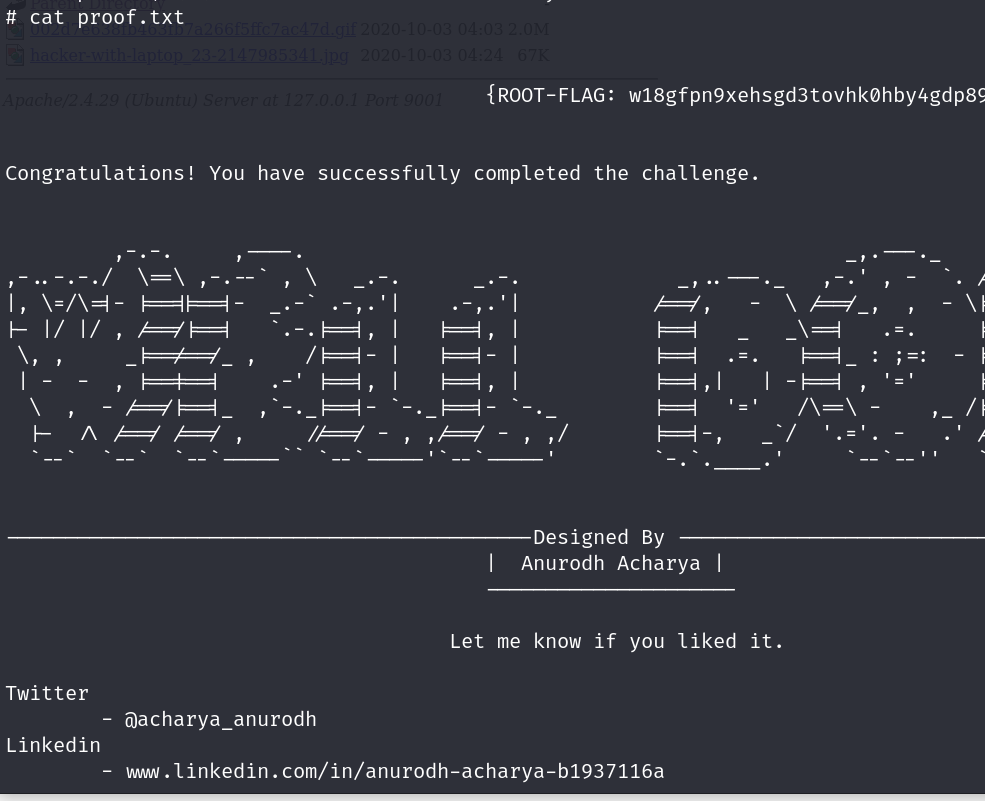 # cat proof.txt
002d7e638fb463fb7a266f5ffc7ac47d.gif 2020-10-03 04:03 2.0M
hacker-with-laptop_23-2147985341.jpg 2020-10-03 04:24 67K
Apache/2.4.29 (Ubuntu) Server at 127.0.0.1 Port 9001
{ROOT-FLAG: w18gfpn9xehsgd3tovhk0hby4gdp89
Congratulations! You have successfully completed the challenge.
Designed By
| Anurodh Acharya |
Let me know if you liked it.
Twitter
- @acharya_anurodh
Linkedin
- www.linkedin.com/in/anurodh-acharya-b1937116a